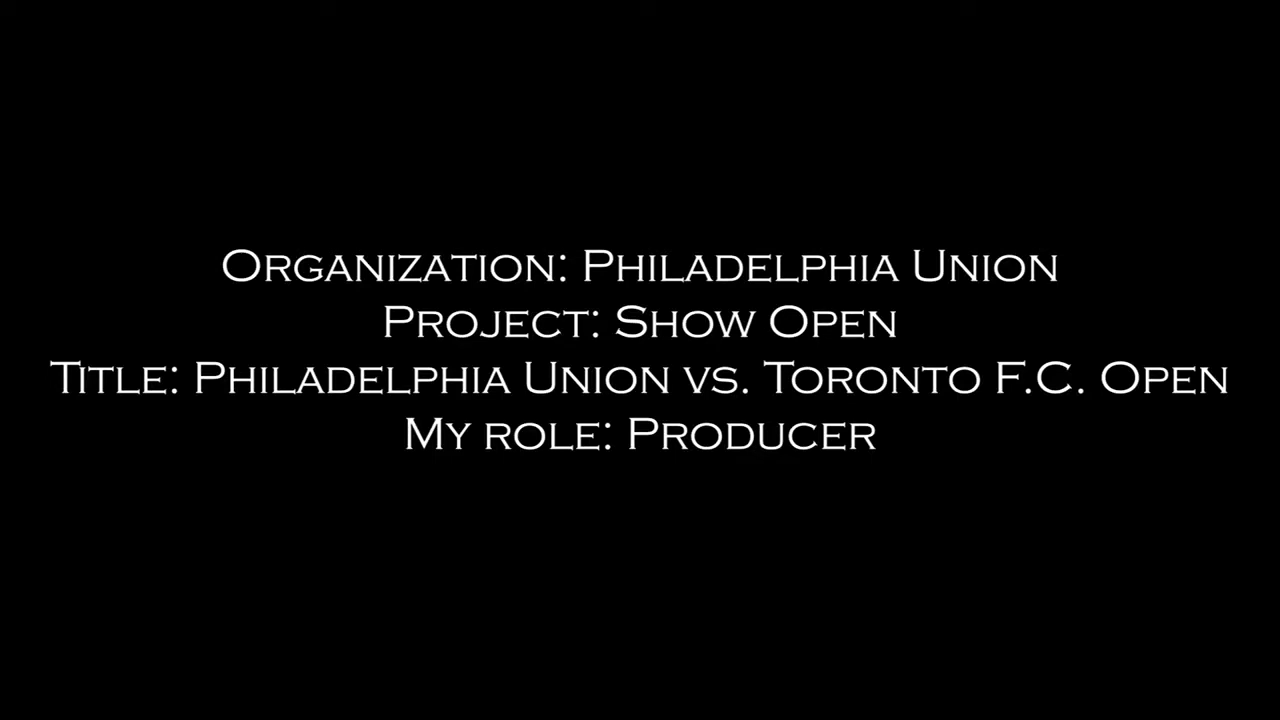 Organization: Philadelphia Union
Project: Show Open
Title: Philadelphia Union vs. Toronto F.C. Open
My role: Producer